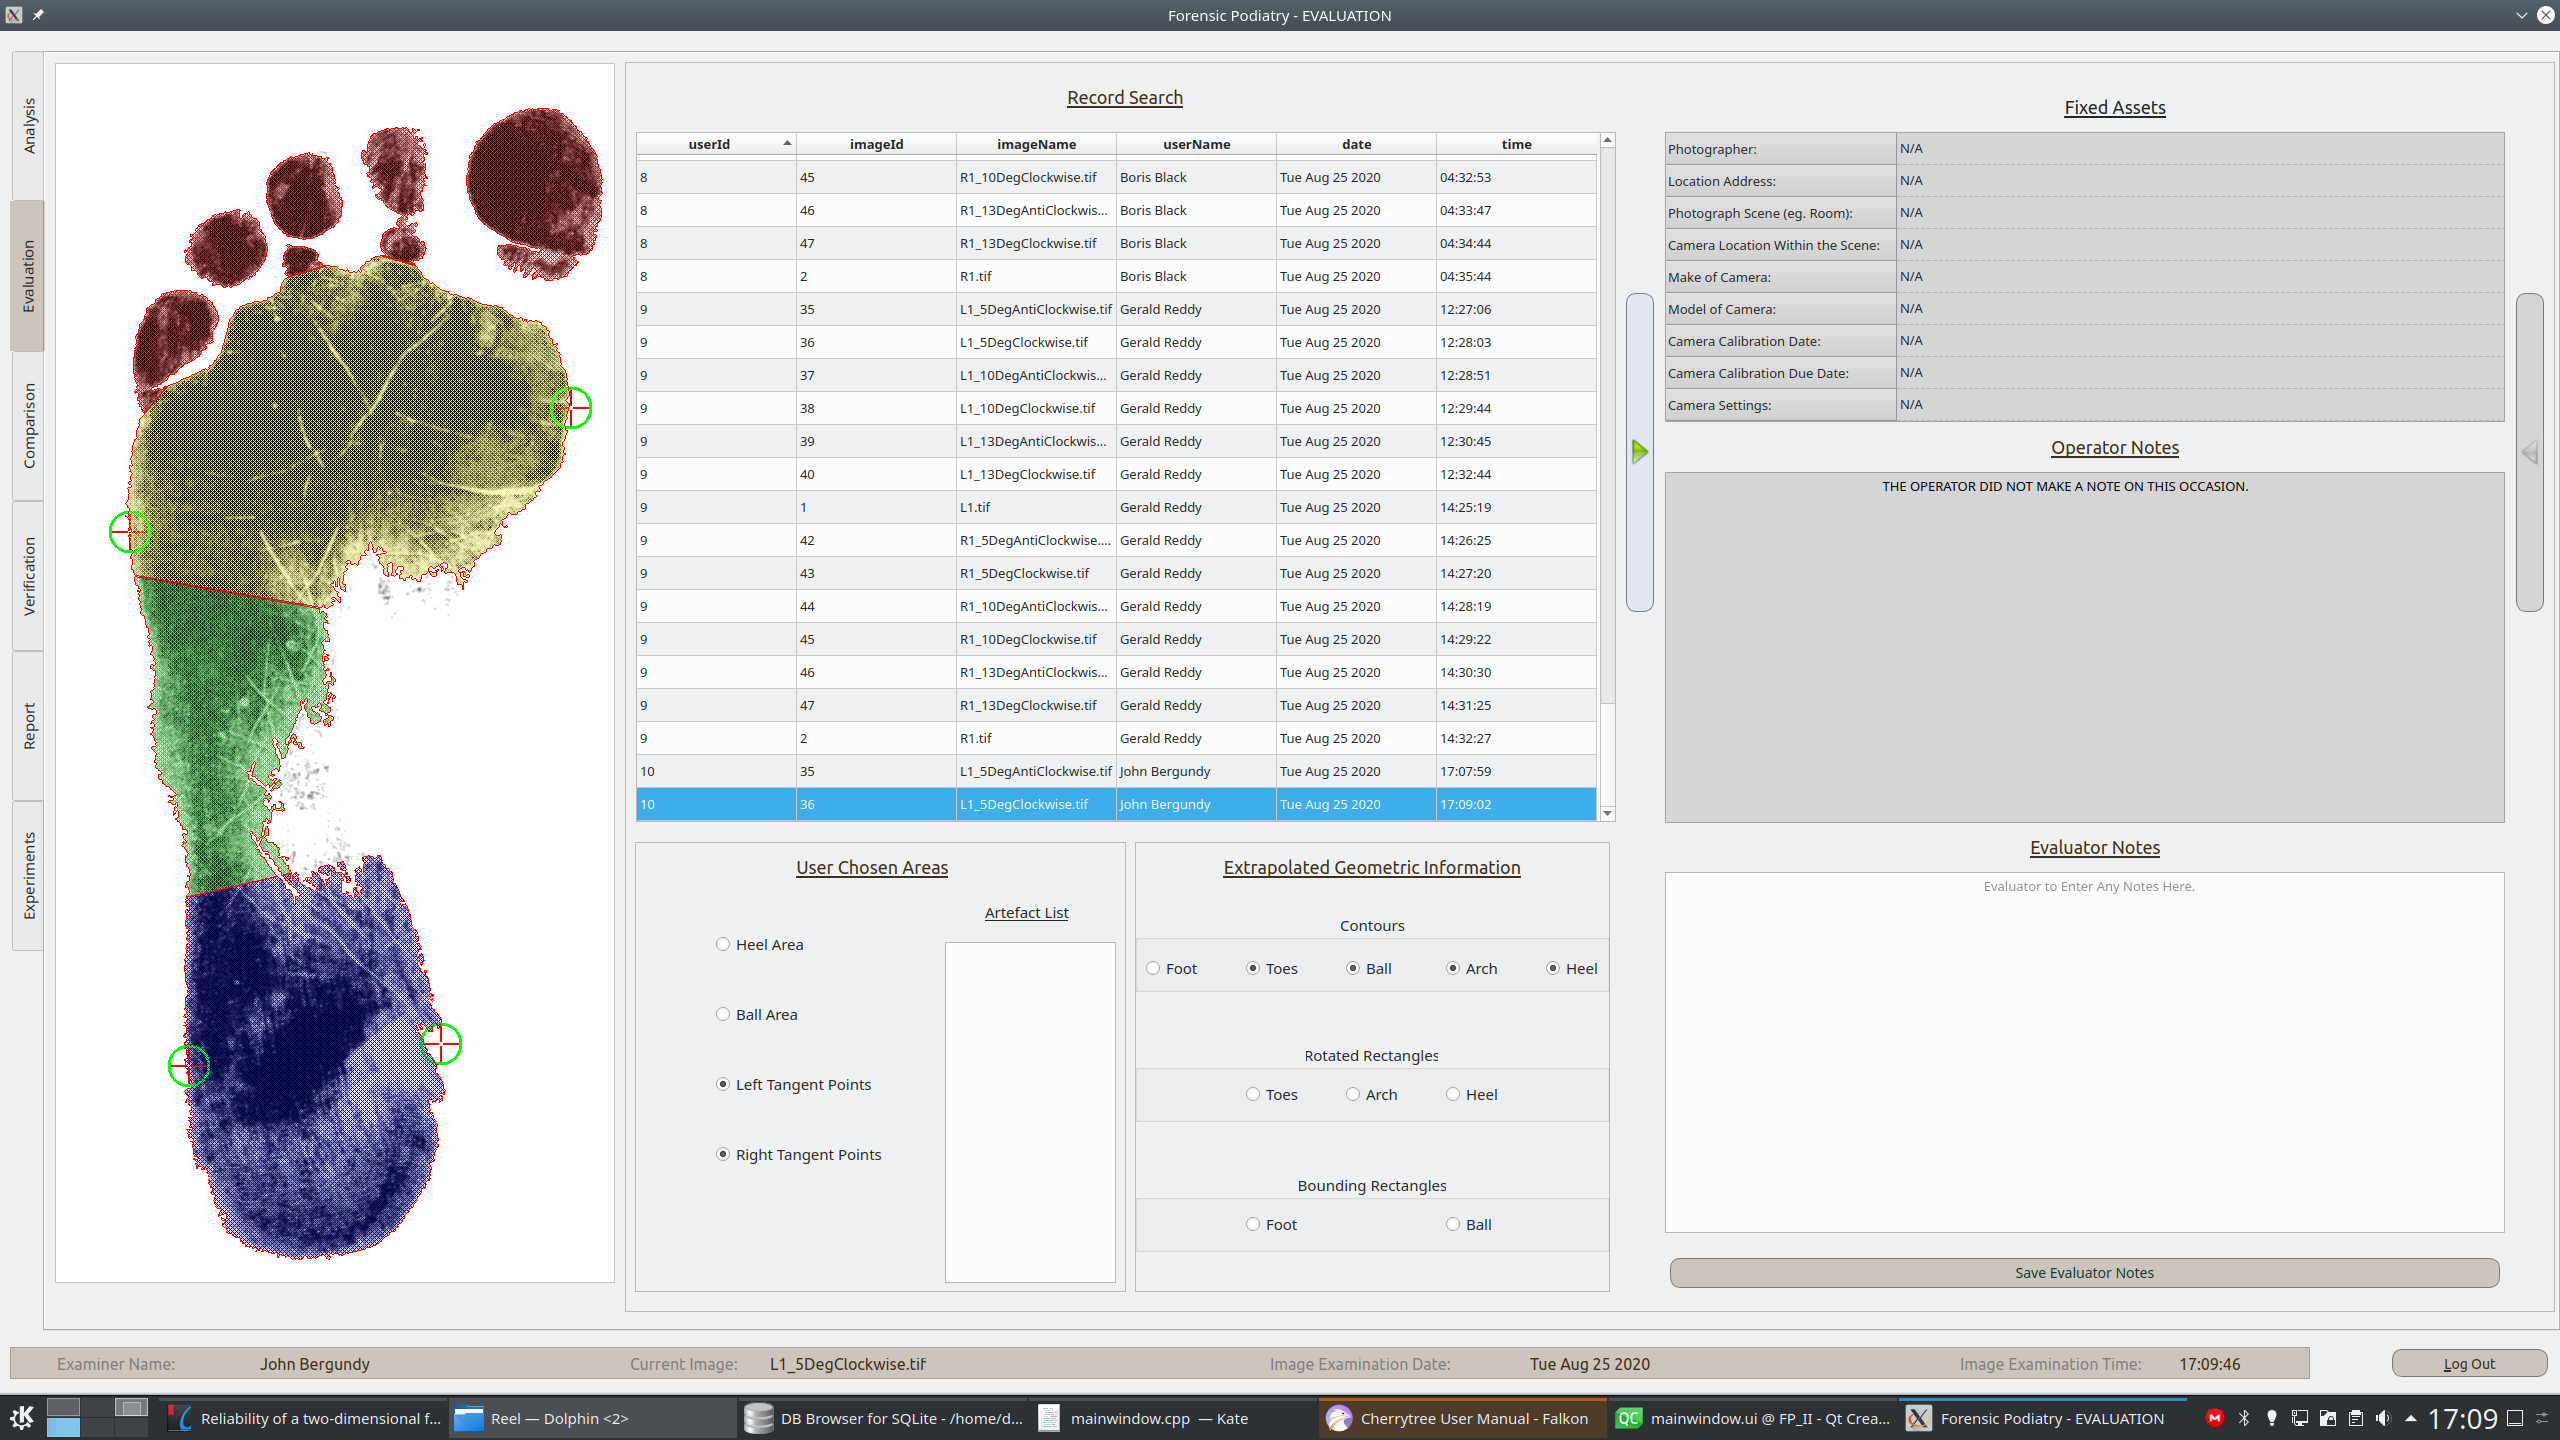 Forensic Podiatry - EVALUATION
Analysis
Evaluation
Comparison
Verification
Report
Experiments
Record Search
userId imageId imageName userName date time
8 45 R1_10DegClockwise.tif Boris Black Tue Aug 25 2020 04:32:53
8 46 R1_13DegAntiClockwis... Boris Black Tue Aug 25 2020 04:33:47
8 47 R1_13DegClockwise.tif Boris Black Tue Aug 25 2020 04:34:44
8 2 R1.tif Boris Black Tue Aug 25 2020 04:35:44
9 35 L1_5DegAntiClockwise.tif Gerald Reddy Tue Aug 25 2020 12:27:06
9 36 L1_5DegClockwise.tif Gerald Reddy Tue Aug 25 2020 12:28:03
9 37 L1_10DegAntiClockwis... Gerald Reddy Tue Aug 25 2020 12:28:51
9 38 L1_10DegClockwise.tif Gerald Reddy Tue Aug 25 2020 12:29:44
9 39 L1_13DegAntiClockwis... Gerald Reddy Tue Aug 25 2020 12:30:45
9 40 L1_13DegClockwise.tif Gerald Reddy Tue Aug 25 2020 12:32:44
9 1 L1.tif Gerald Reddy Tue Aug 25 2020 14:25:19
9 42 R1_5DegAntiClockwise.... Gerald Reddy Tue Aug 25 2020 14:26:25
9 43 R1_5DegClockwise.tif Gerald Reddy Tue Aug 25 2020 14:27:20
9 44 R1_10DegAntiClockwis... Gerald Reddy Tue Aug 25 2020 14:28:19
9 45 R1_10DegClockwise.tif Gerald Reddy Tue Aug 25 2020 14:29:22
9 46 R1_13DegAntiClockwis... Gerald Reddy Tue Aug 25 2020 14:30:30
9 47 R1_13DegClockwise.tif Gerald Reddy Tue Aug 25 2020 14:31:25
9 2 R1.tif Gerald Reddy Tue Aug 25 2020 14:32:27
10 35 L1_5DegAntiClockwise.tif John Bergundy Tue Aug 25 2020 17:07:59
10 36 L1_5DegClockwise.tif John Bergundy Tue Aug 25 2020 17:09:02
User Chosen Areas
Artefact List
Heel Area
Ball Area
Left Tangent Points
Right Tangent Points
Extrapolated Geometric Information
Contours
Foot Toes Ball Arch Heel
Rotated Rectangles
Toes Arch Heel
Bounding Rectangles
Foot Ball
Fixed Assets
Photographer: N/A
Location Address: N/A
Photograph Scene (eg. Room): N/A
Camera Location Within the Scene: N/A
Make of Camera: N/A
Model of Camera: N/A
Camera Calibration Date: N/A
Camera Calibration Due Date: N/A
Camera Settings: N/A
Operator Notes
THE OPERATOR DID NOT MAKE A NOTE ON THIS OCCASION.
Evaluator Notes
Evaluator to Enter Any Notes Here.
Save Evaluator Notes
Examiner Name: John Bergundy Current Image: L1_5DegClockwise.tif Image Examination Date: Tue Aug 25 2020 Image Examination Time: 17:09:46
Log Out
Reliability of a two-dimensional f... Reel — Dolphin <2> DB Browser for SQLite - /home/d... mainwindow.cpp — Kate Cherrytree User Manual - Falkon QC mainwindow.ui @ FP_II - Qt Crea... Forensic Podiatry - EVALUATION 17:09